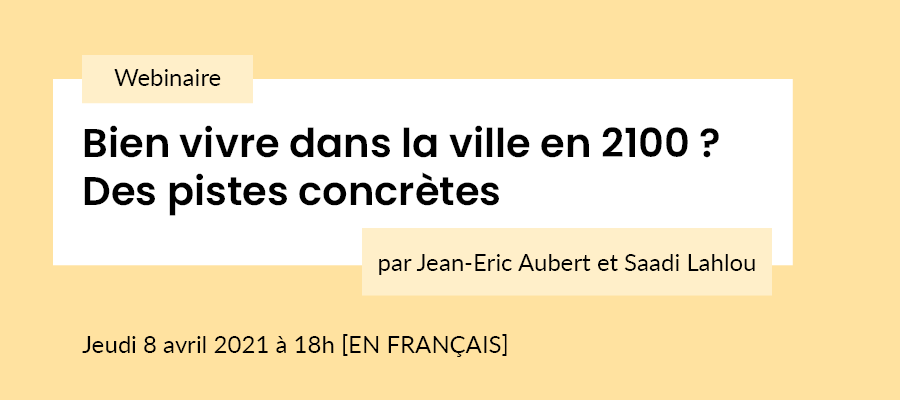 Webinaire
Bien vivre dans la ville en 2100 ?
Des pistes concrètes
par Jean-Eric Aubert et Saadi Lahlou
Jeudi 8 avril 2021 à 18h [EN FRANÇAIS]